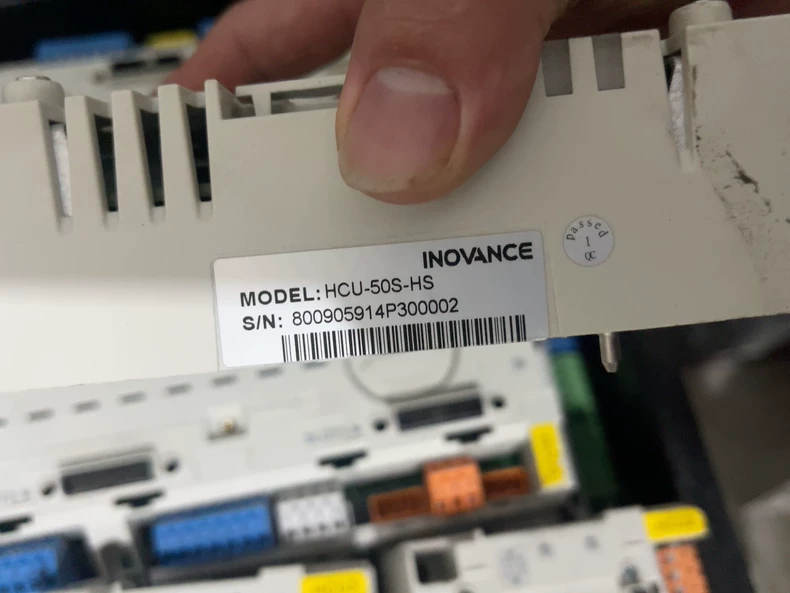 INOVANCE
MODEL: HCU-50S-HS
S/N: 800905914P300002
passed
1
QC